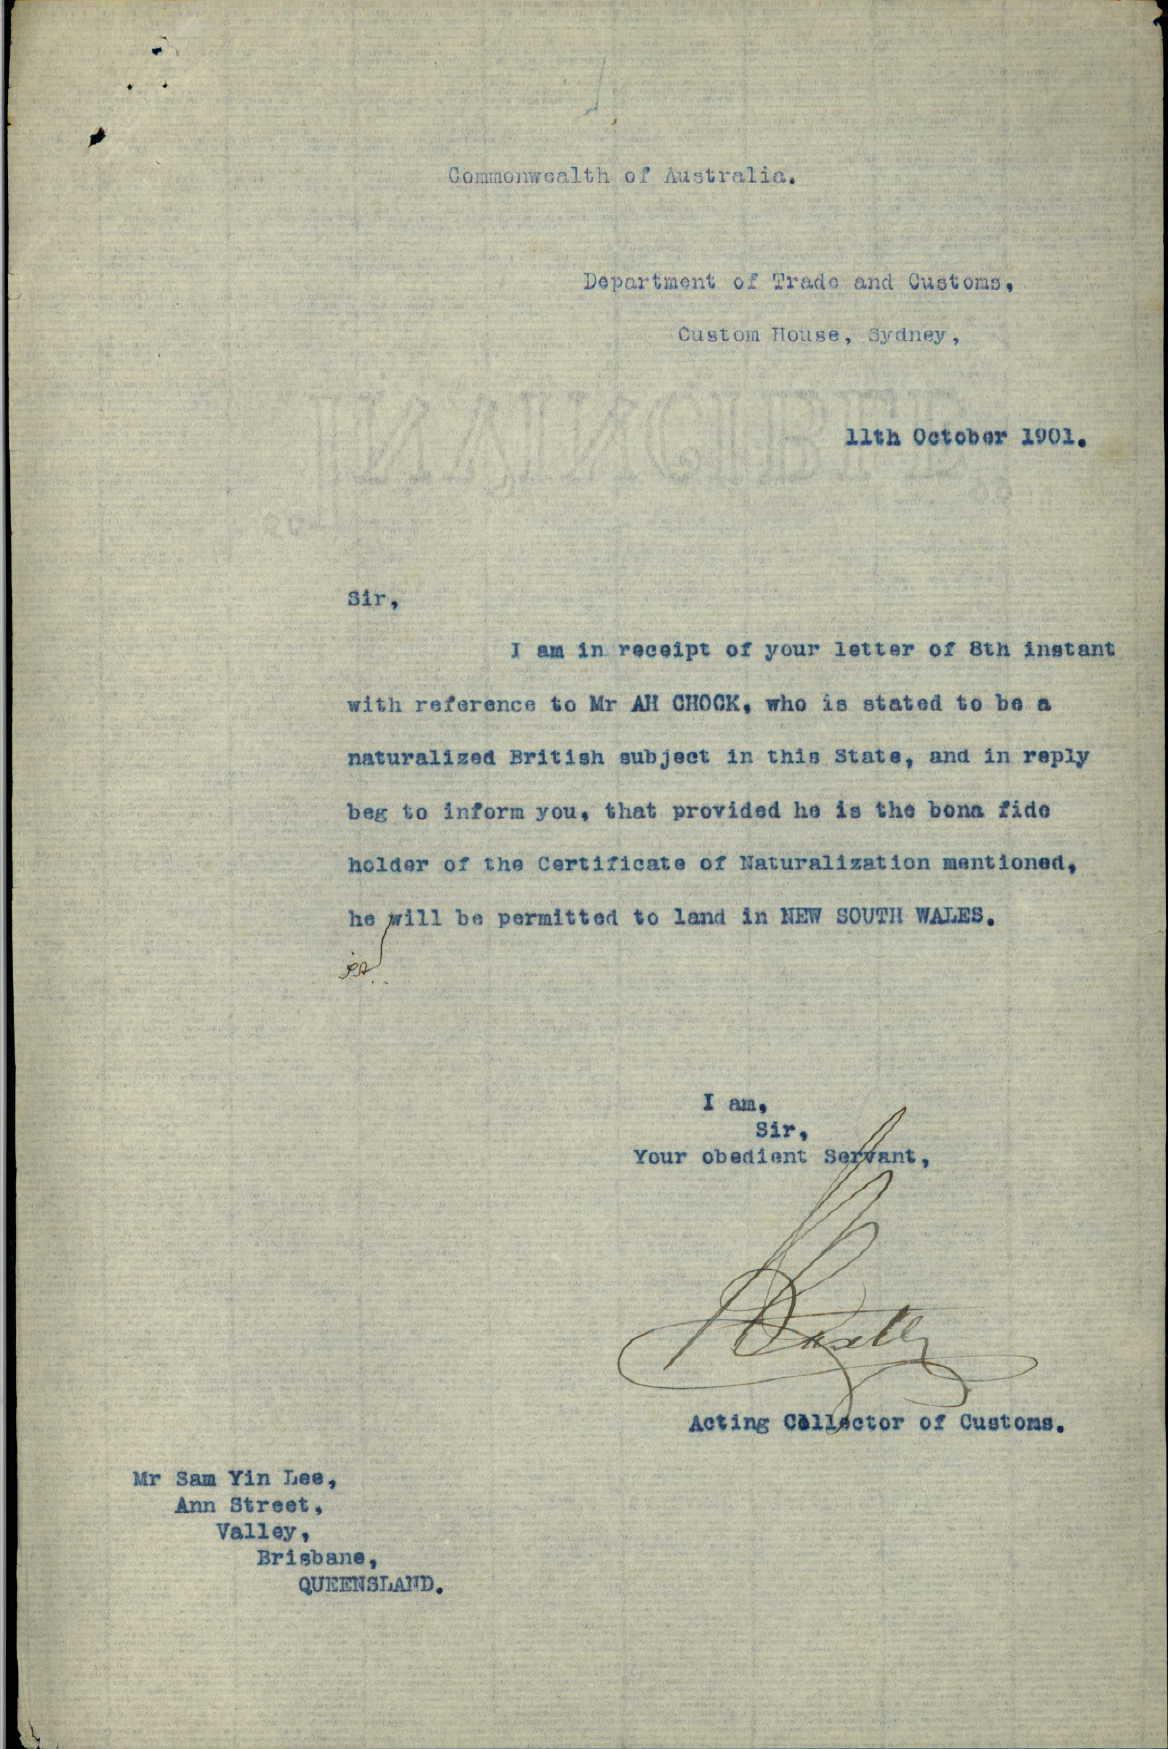 Commonwealth of Australia.
Department of Trade and Customs,
Custom House, Sydney,
11th October 1901.
Sir,
I am in receipt of your letter of 8th instant
with reference to Mr AH CHOCK, who is stated to be a
naturalized British subject in this State, and in reply
beg to inform you, that provided he is the bona fide
holder of the Certificate of Naturalization mentioned,
he will be permitted to land in NEW SOUTH WALES.
I am,
Sir,
Your obedient Servant,
Acting Collector of Customs.
Mr Sam Yin Lee,
Ann Street,
Valley,
Brisbane,
QUEENSLAND.